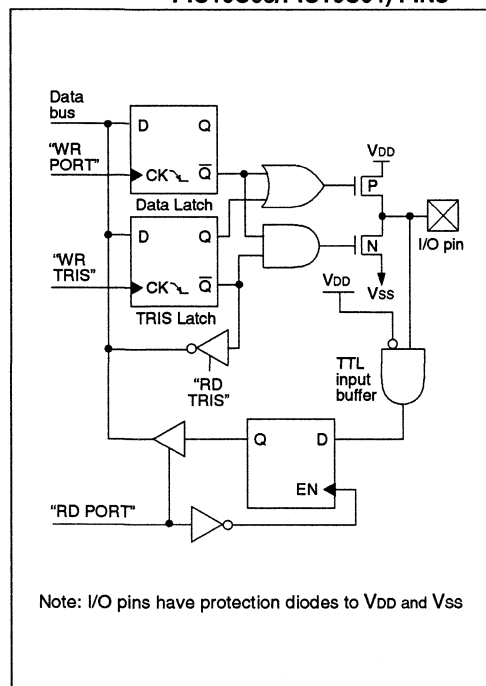 Data
bus
D Q
"WR
PORT"
CK Q
Data Latch
VDD
P
N
I/O pin
VSS
D Q
"WR
TRIS"
CK Q
TRIS Latch
VDD
"RD
TRIS"
TTL
input
buffer
Q D
EN
"RD PORT"
Note: I/O pins have protection diodes to VDD and VSS